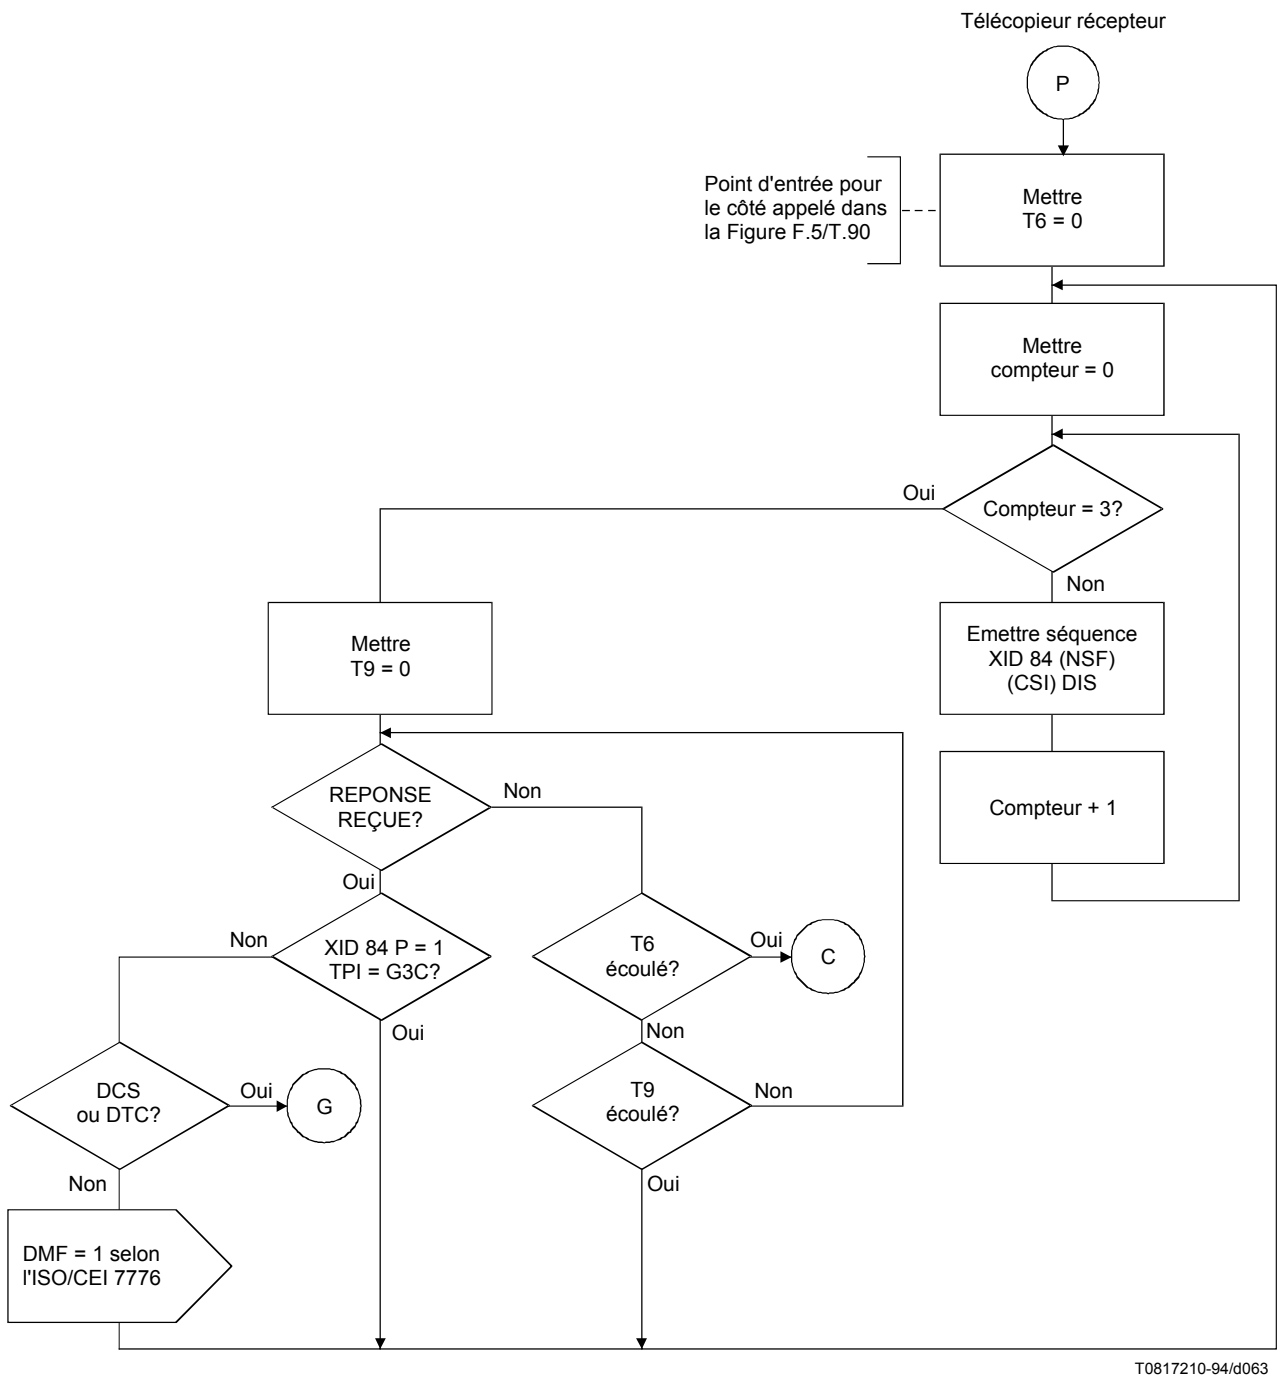 Télécopieur récepteur
P
Point d'entrée pour
le côté appelé dans
la Figure F.5/T.90
Mettre
T6 = 0
Mettre
compteur = 0
Oui
Compteur = 3?
Non
Mettre
T9 = 0
Emettre séquence
XID 84 (NSF)
(CSI) DIS
REPONSE
REÇUE?
Non
Compteur + 1
Oui
Non
XID 84 P = 1
TPI = G3C?
T6
écoulé?
Oui
C
Oui
Non
DCS
ou DTC?
Oui
G
T9
écoulé?
Non
Non
Oui
DMF = 1 selon
l'ISO/CEI 7776
T0817210-94/d063